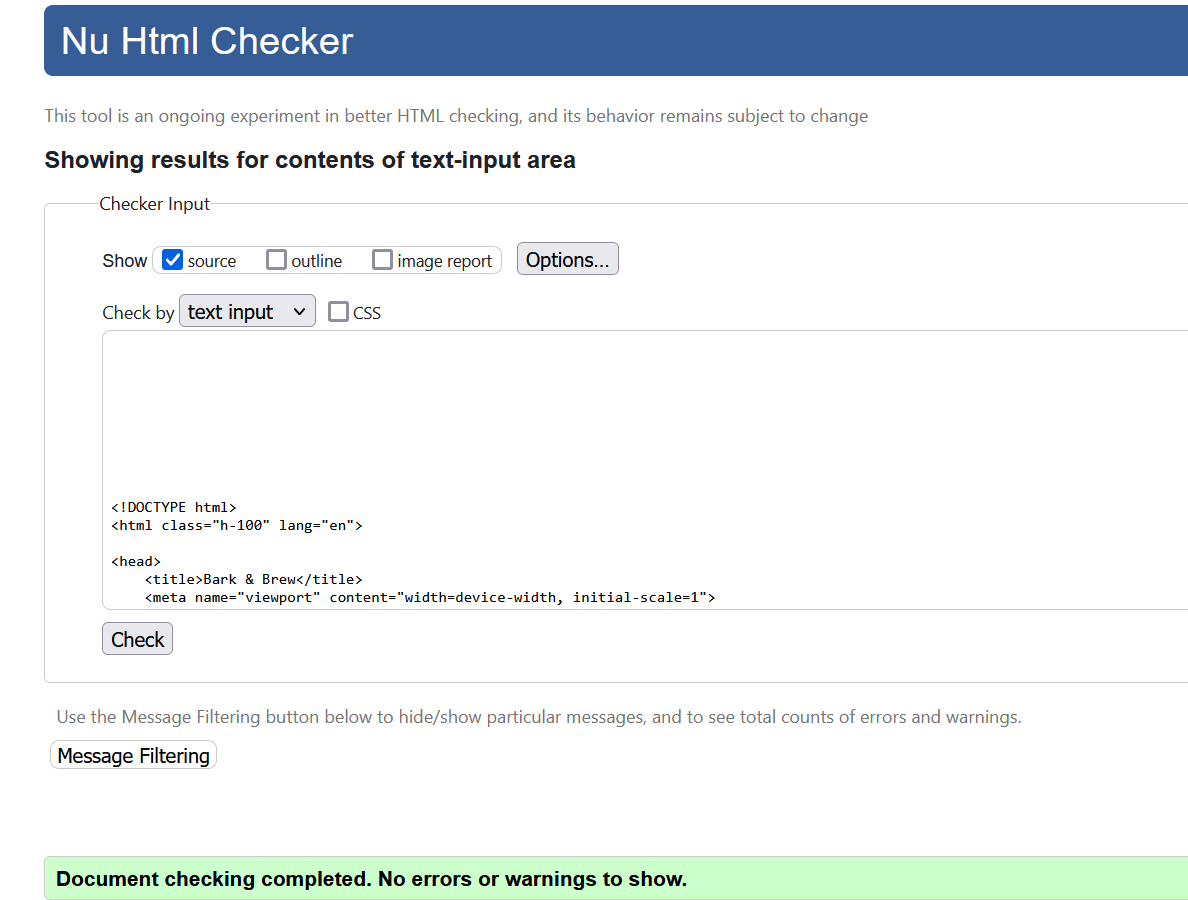 Nu Html Checker
This tool is an ongoing experiment in better HTML checking, and its behavior remains subject to change
Showing results for contents of text-input area
Checker Input
Show source outline image report Options...
Check by text input CSS
<!DOCTYPE html>
<html class="h-100" lang="en">
<head>
    <title>Bark & Brew</title>
    <meta name="viewport" content="width=device-width, initial-scale=1">
Check
Use the Message Filtering button below to hide/show particular messages, and to see total counts of errors and warnings.
Message Filtering
Document checking completed. No errors or warnings to show.